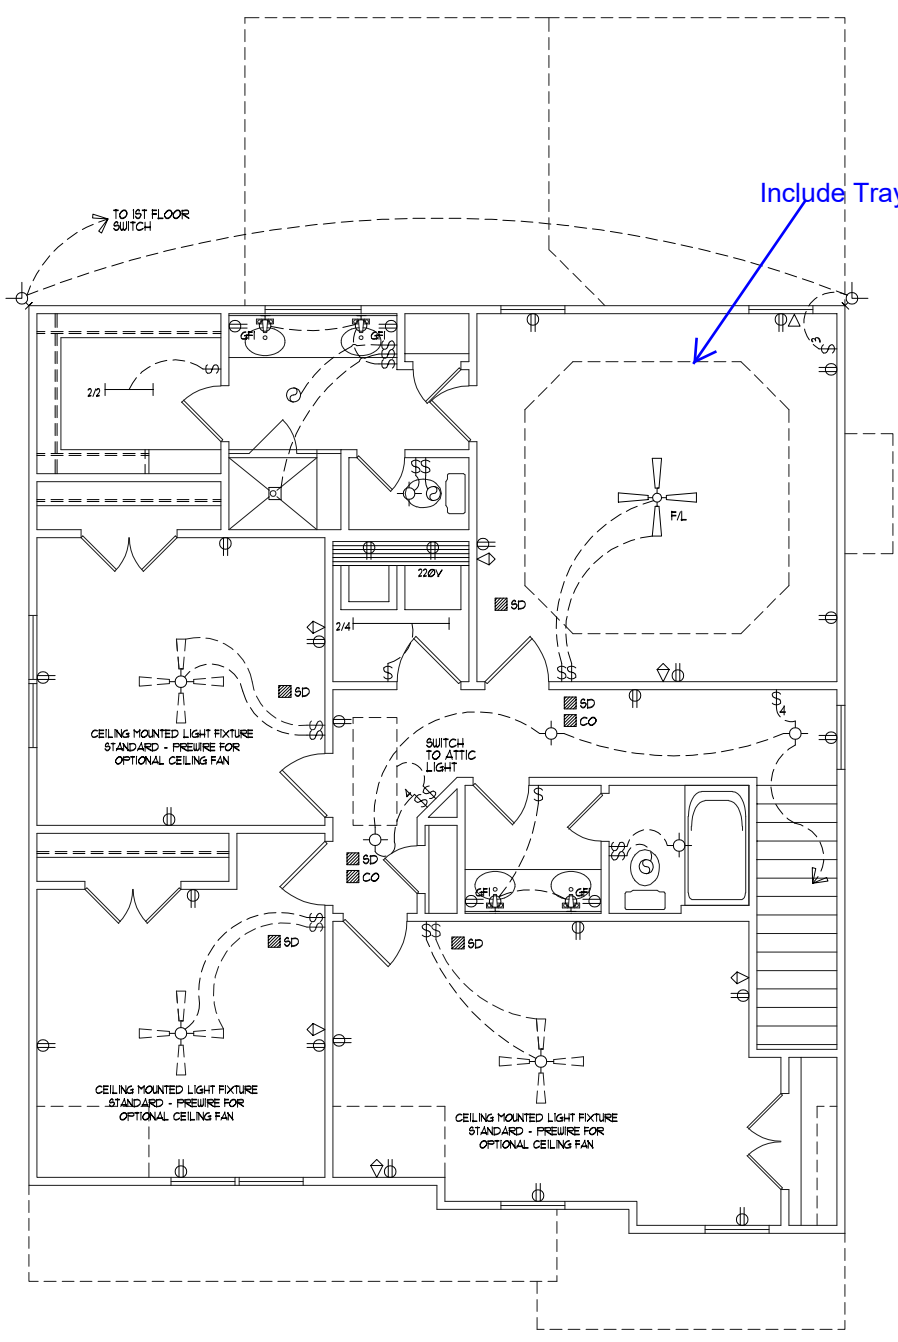 Include Tray
TO 1ST FLOOR
SWITCH
GFI
GFI
3
2/2
F/L
220V
SD
2/4
SD
SD
CO
4
CEILING MOUNTED LIGHT FIXTURE
STANDARD - PREWIRE FOR
OPTIONAL CEILING FAN
SWITCH
TO ATTIC
LIGHT
4
SD
CO
GFI
GFI
SD
SD
CEILING MOUNTED LIGHT FIXTURE
STANDARD - PREWIRE FOR
OPTIONAL CEILING FAN
CEILING MOUNTED LIGHT FIXTURE
STANDARD - PREWIRE FOR
OPTIONAL CEILING FAN